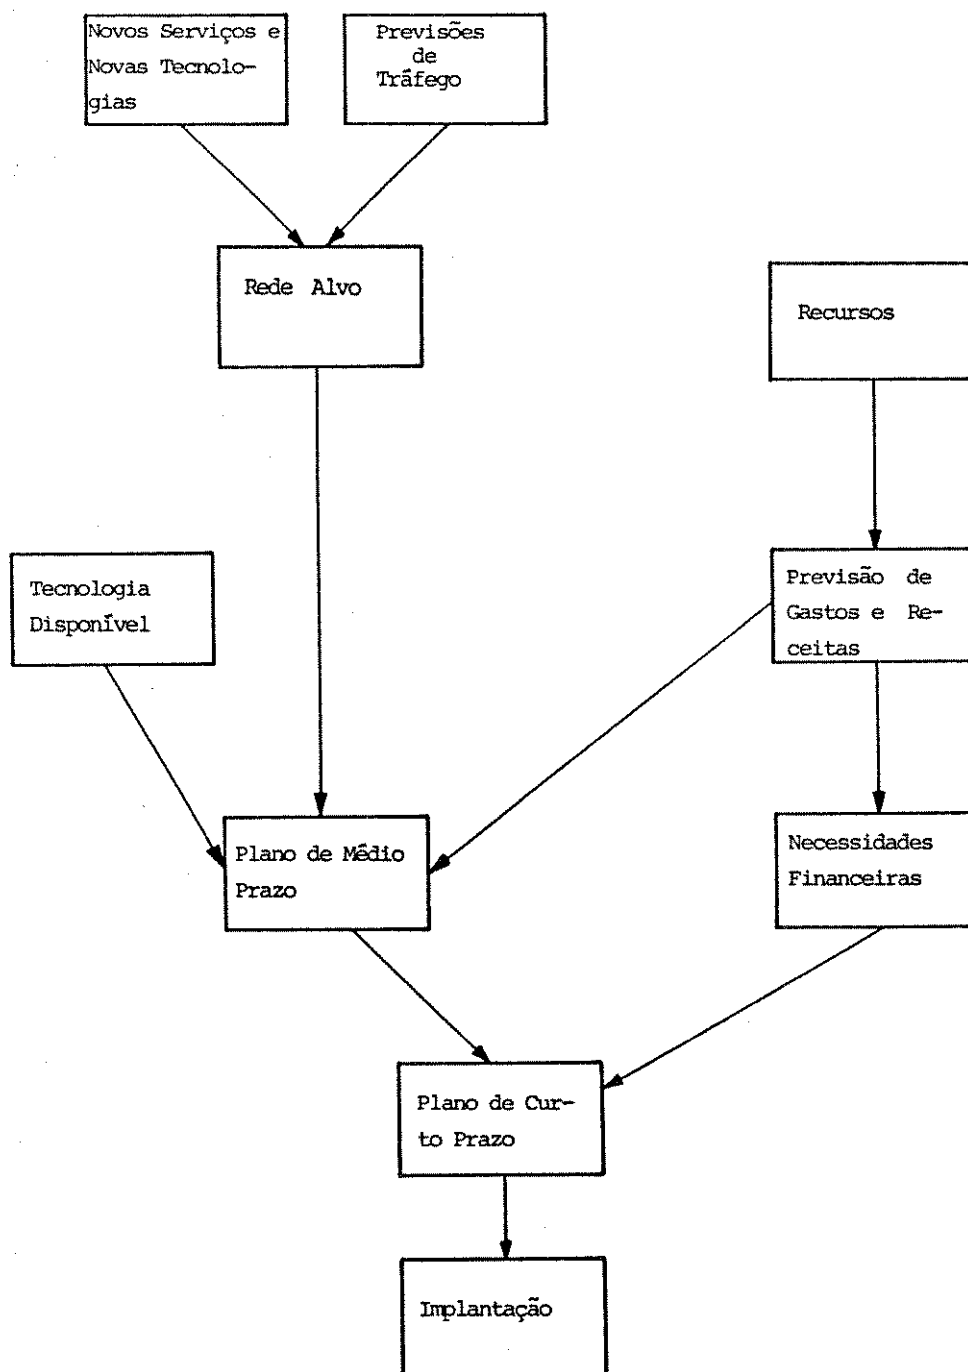 Novos Serviços e
Novas Tecnolo-
gias
Previsões
de
Tráfego
Rede Alvo
Recursos
Tecnologia
Disponível
Previsão de
Gastos e Re-
ceitas
Plano de Médio
Prazo
Necessidades
Financeiras
Plano de Cur-
to Prazo
Implantação